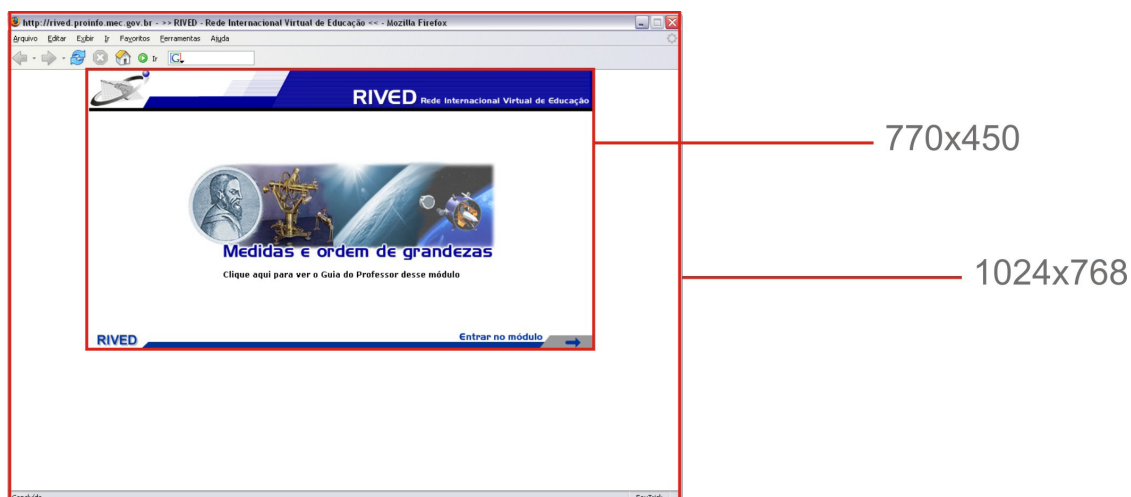 http://rived.proinfo.mec.gov.br - >> RIVED - Rede Internacional Virtual de Educação << - Mozilla Firefox
Arquivo Editar Exibir Ir Favoritos Ferramentas Ajuda
Ir G
RIVED Rede Internacional Virtual de Educação
770x450
Medidas e ordem de grandezas
Clique aqui para ver o Guia do Professor desse módulo
1024x768
RIVED Entrar no módulo
Concluído